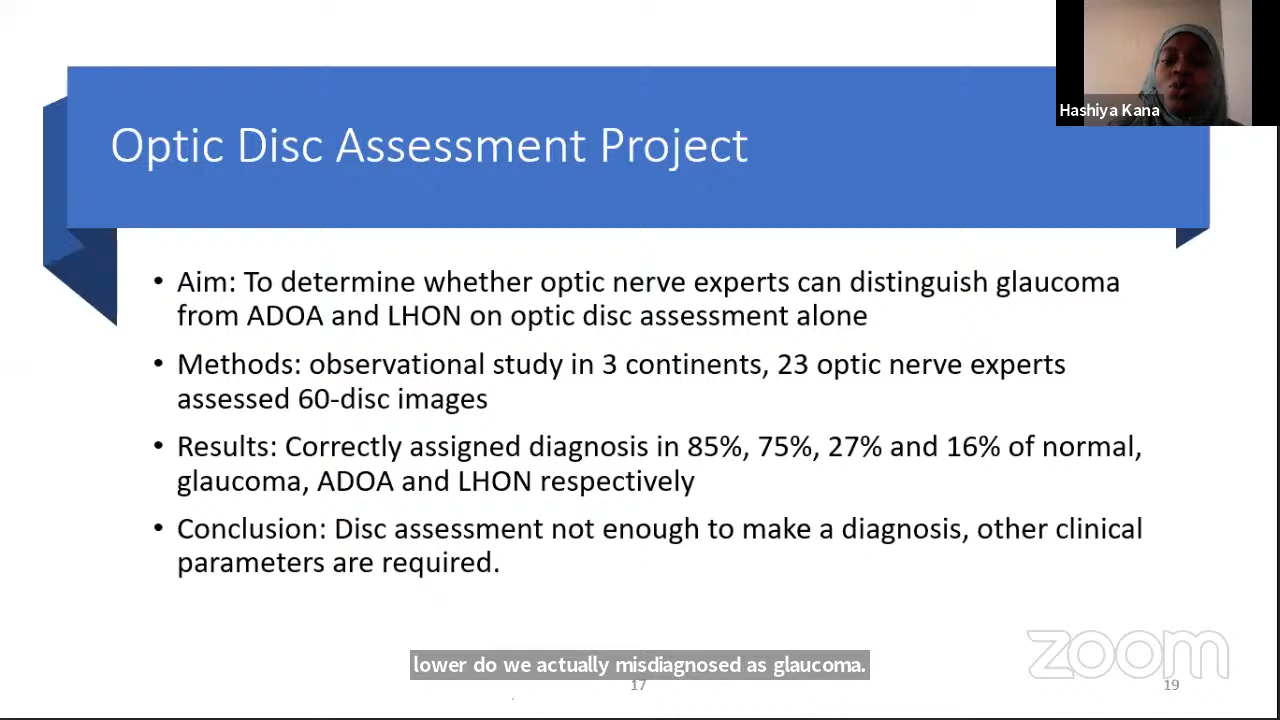 Hashiya Kana
Optic Disc Assessment Project
• Aim: To determine whether optic nerve experts can distinguish glaucoma
from ADOA and LHON on optic disc assessment alone
• Methods: observational study in 3 continents, 23 optic nerve experts
assessed 60-disc images
• Results: Correctly assigned diagnosis in 85%, 75%, 27% and 16% of normal,
glaucoma, ADOA and LHON respectively
• Conclusion: Disc assessment not enough to make a diagnosis, other clinical
parameters are required.
zoom
lower do we actually misdiagnosed as glaucoma.
17
19